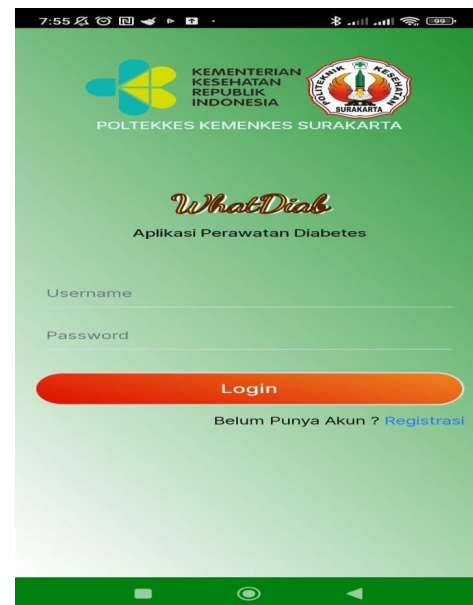 7:55
99
KEMENTERIAN
KESEHATAN
REPUBLIK
INDONESIA
POLITEKNIK KESEHATAN
SURAKARTA
POLTEKKES KEMENKES SURAKARTA
WhatDiab
Aplikasi Perawatan Diabetes
Username
Password
Login
Belum Punya Akun ? Registrasi